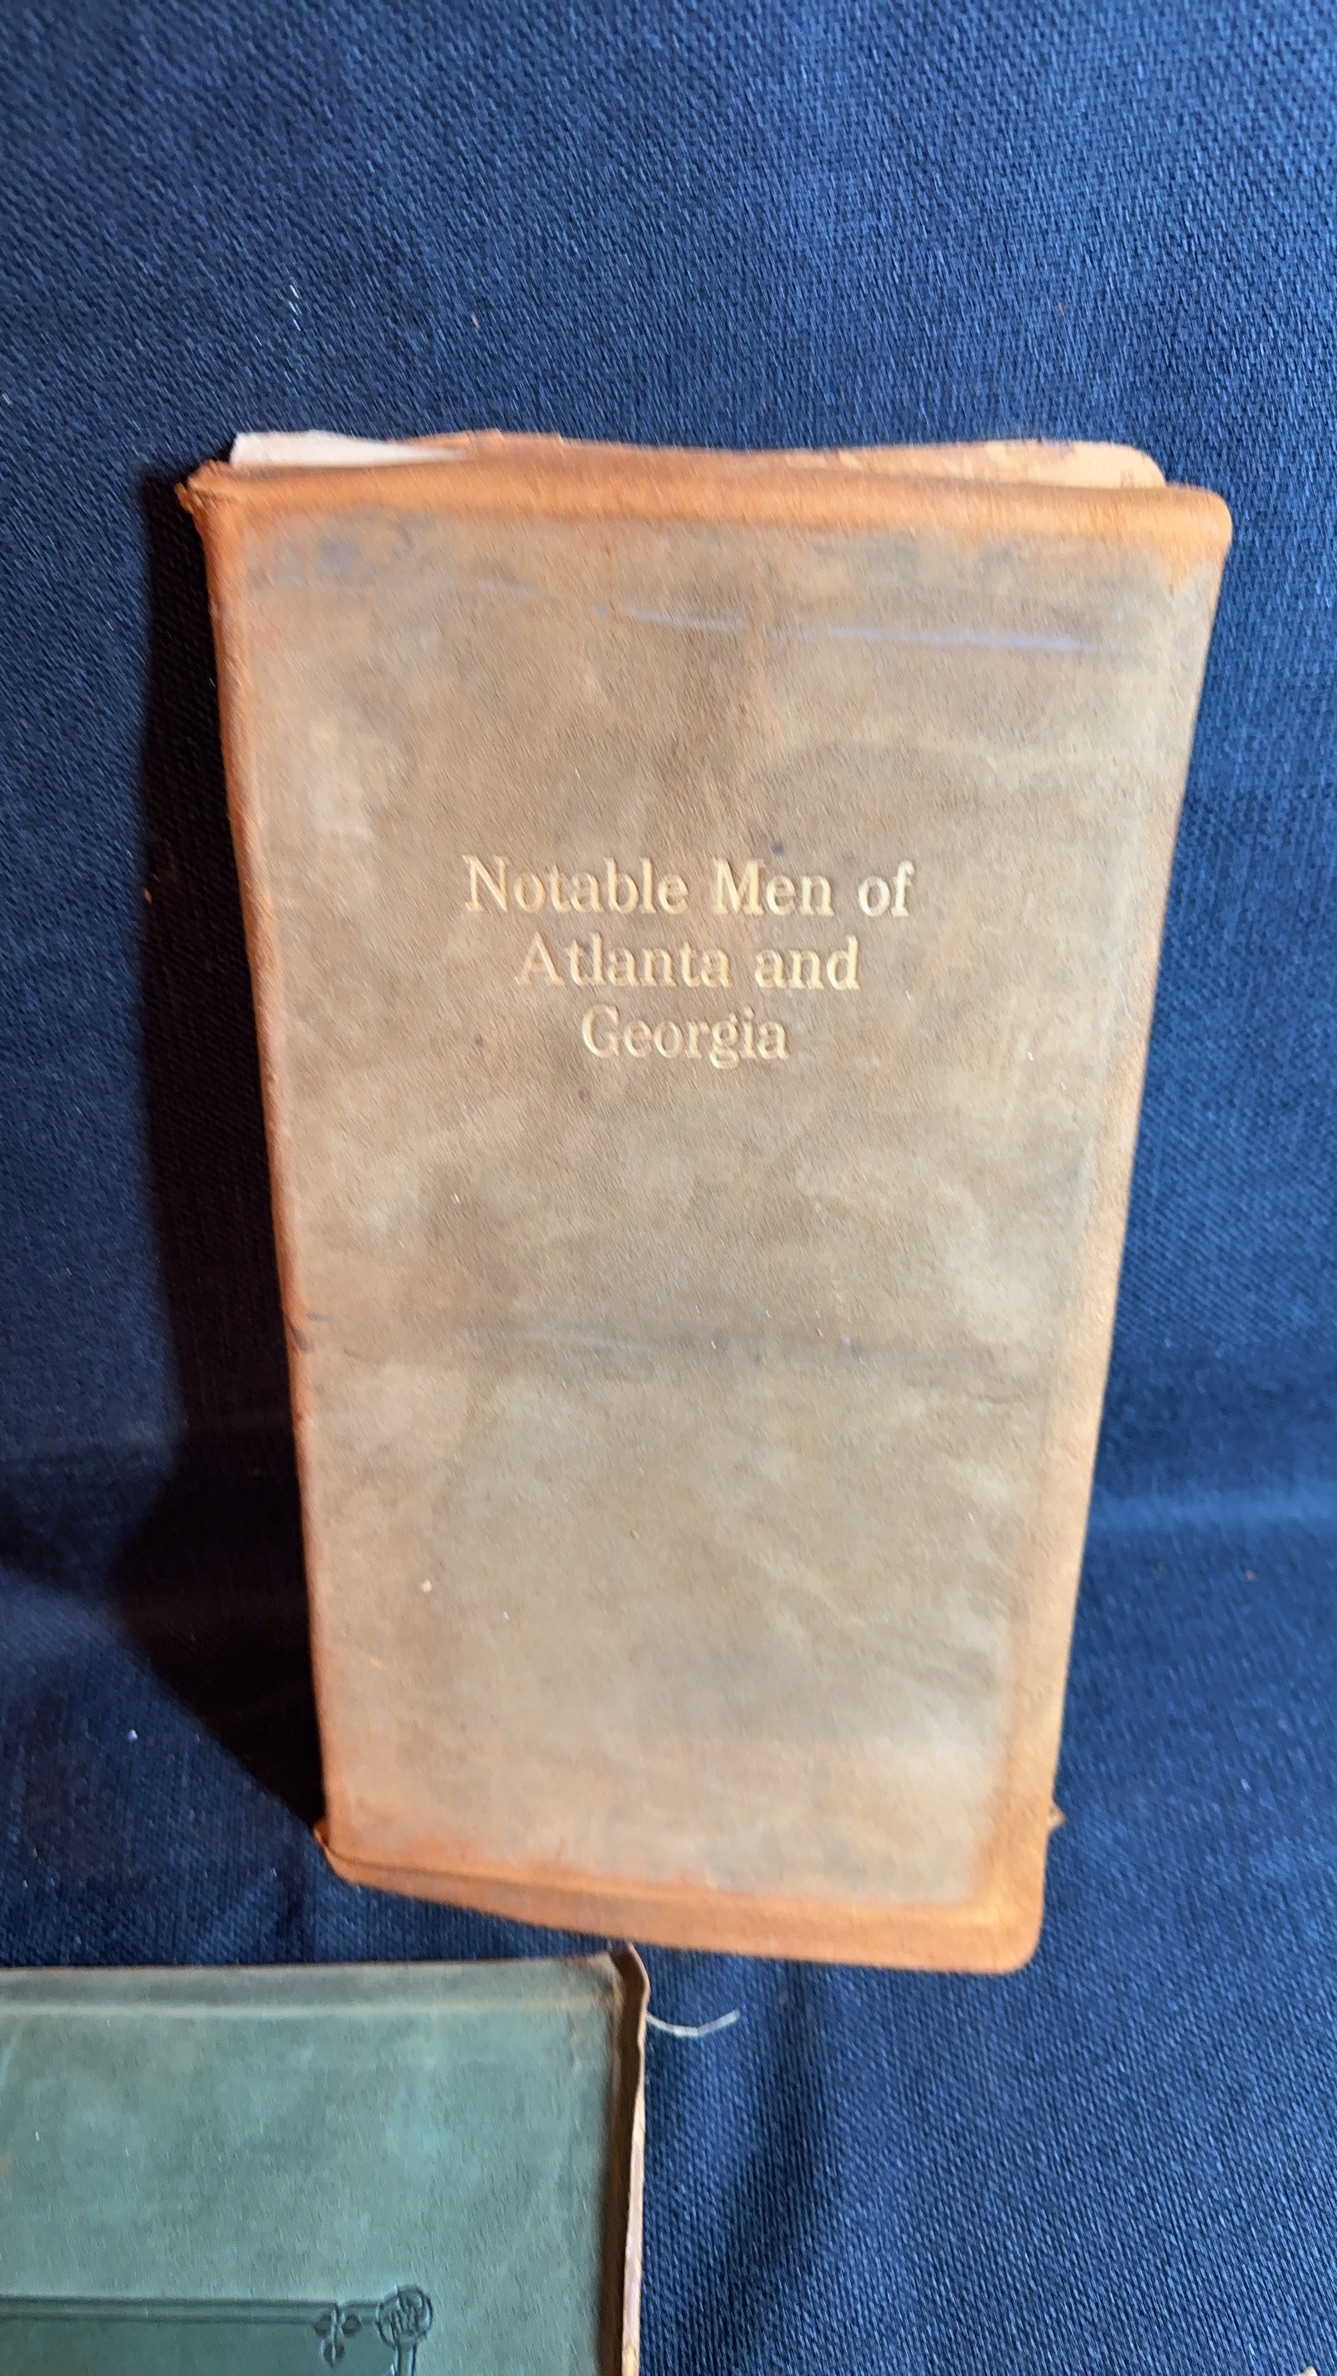 Notable Men of
Atlanta and
Georgia